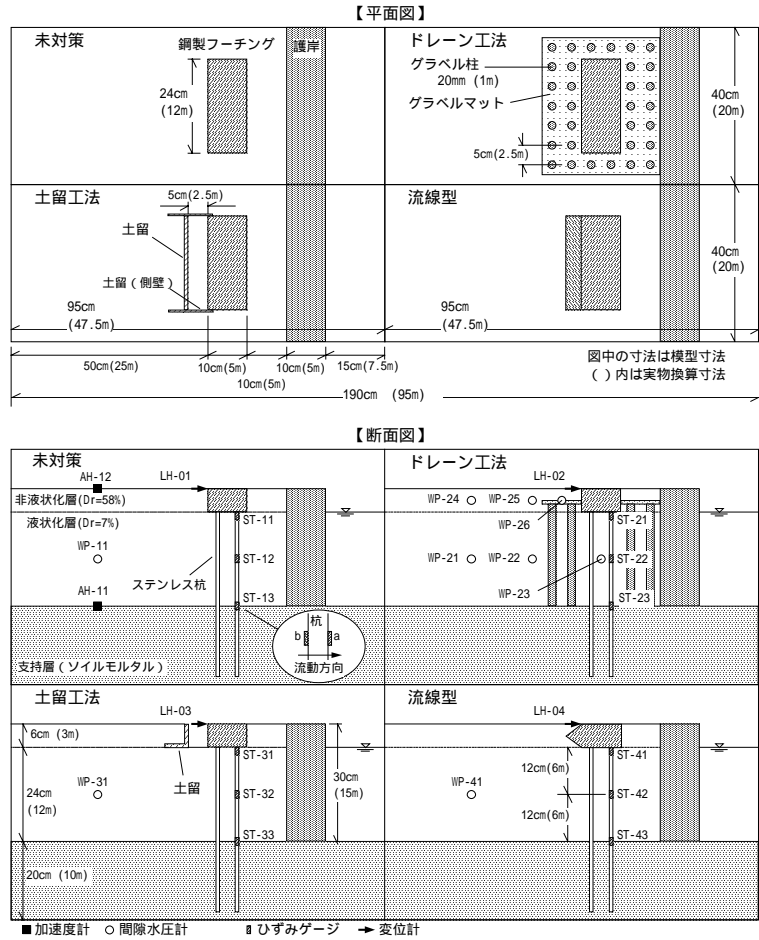 【平面図】
未対策
鋼製フーチング
護岸
24cm
(12m)
ドレーン工法
グラベル柱
20mm (1m)
グラベルマット
5cm(2.5m)
40cm
(20m)
土留工法
5cm(2.5m)
土留
土留(側壁)
95cm
(47.5m)
流線型
95cm
(47.5m)
40cm
(20m)
50cm(25m)
10cm(5m)
10cm(5m)
10cm(5m)
15cm(7.5m)
190cm (95m)
図中の寸法は模型寸法
( )内は実物換算寸法
【断面図】
未対策
AH-12
LH-01
非液状化層(Dr=58%)
液状化層(Dr=7%)
WP-11
AH-11
ステンレス杭
ST-11
ST-12
ST-13
杭
b
a
流動方向
支持層(ソイルモルタル)
ドレーン工法
LH-02
WP-24
WP-25
WP-26
WP-21
WP-22
WP-23
ST-21
ST-22
ST-23
土留工法
LH-03
6cm (3m)
土留
24cm
(12m)
WP-31
ST-31
ST-32
ST-33
30cm
(15m)
20cm (10m)
流線型
LH-04
WP-41
12cm(6m)
12cm(6m)
ST-41
ST-42
ST-43
■加速度計 ○間隙水圧計 ひずみゲージ 変位計